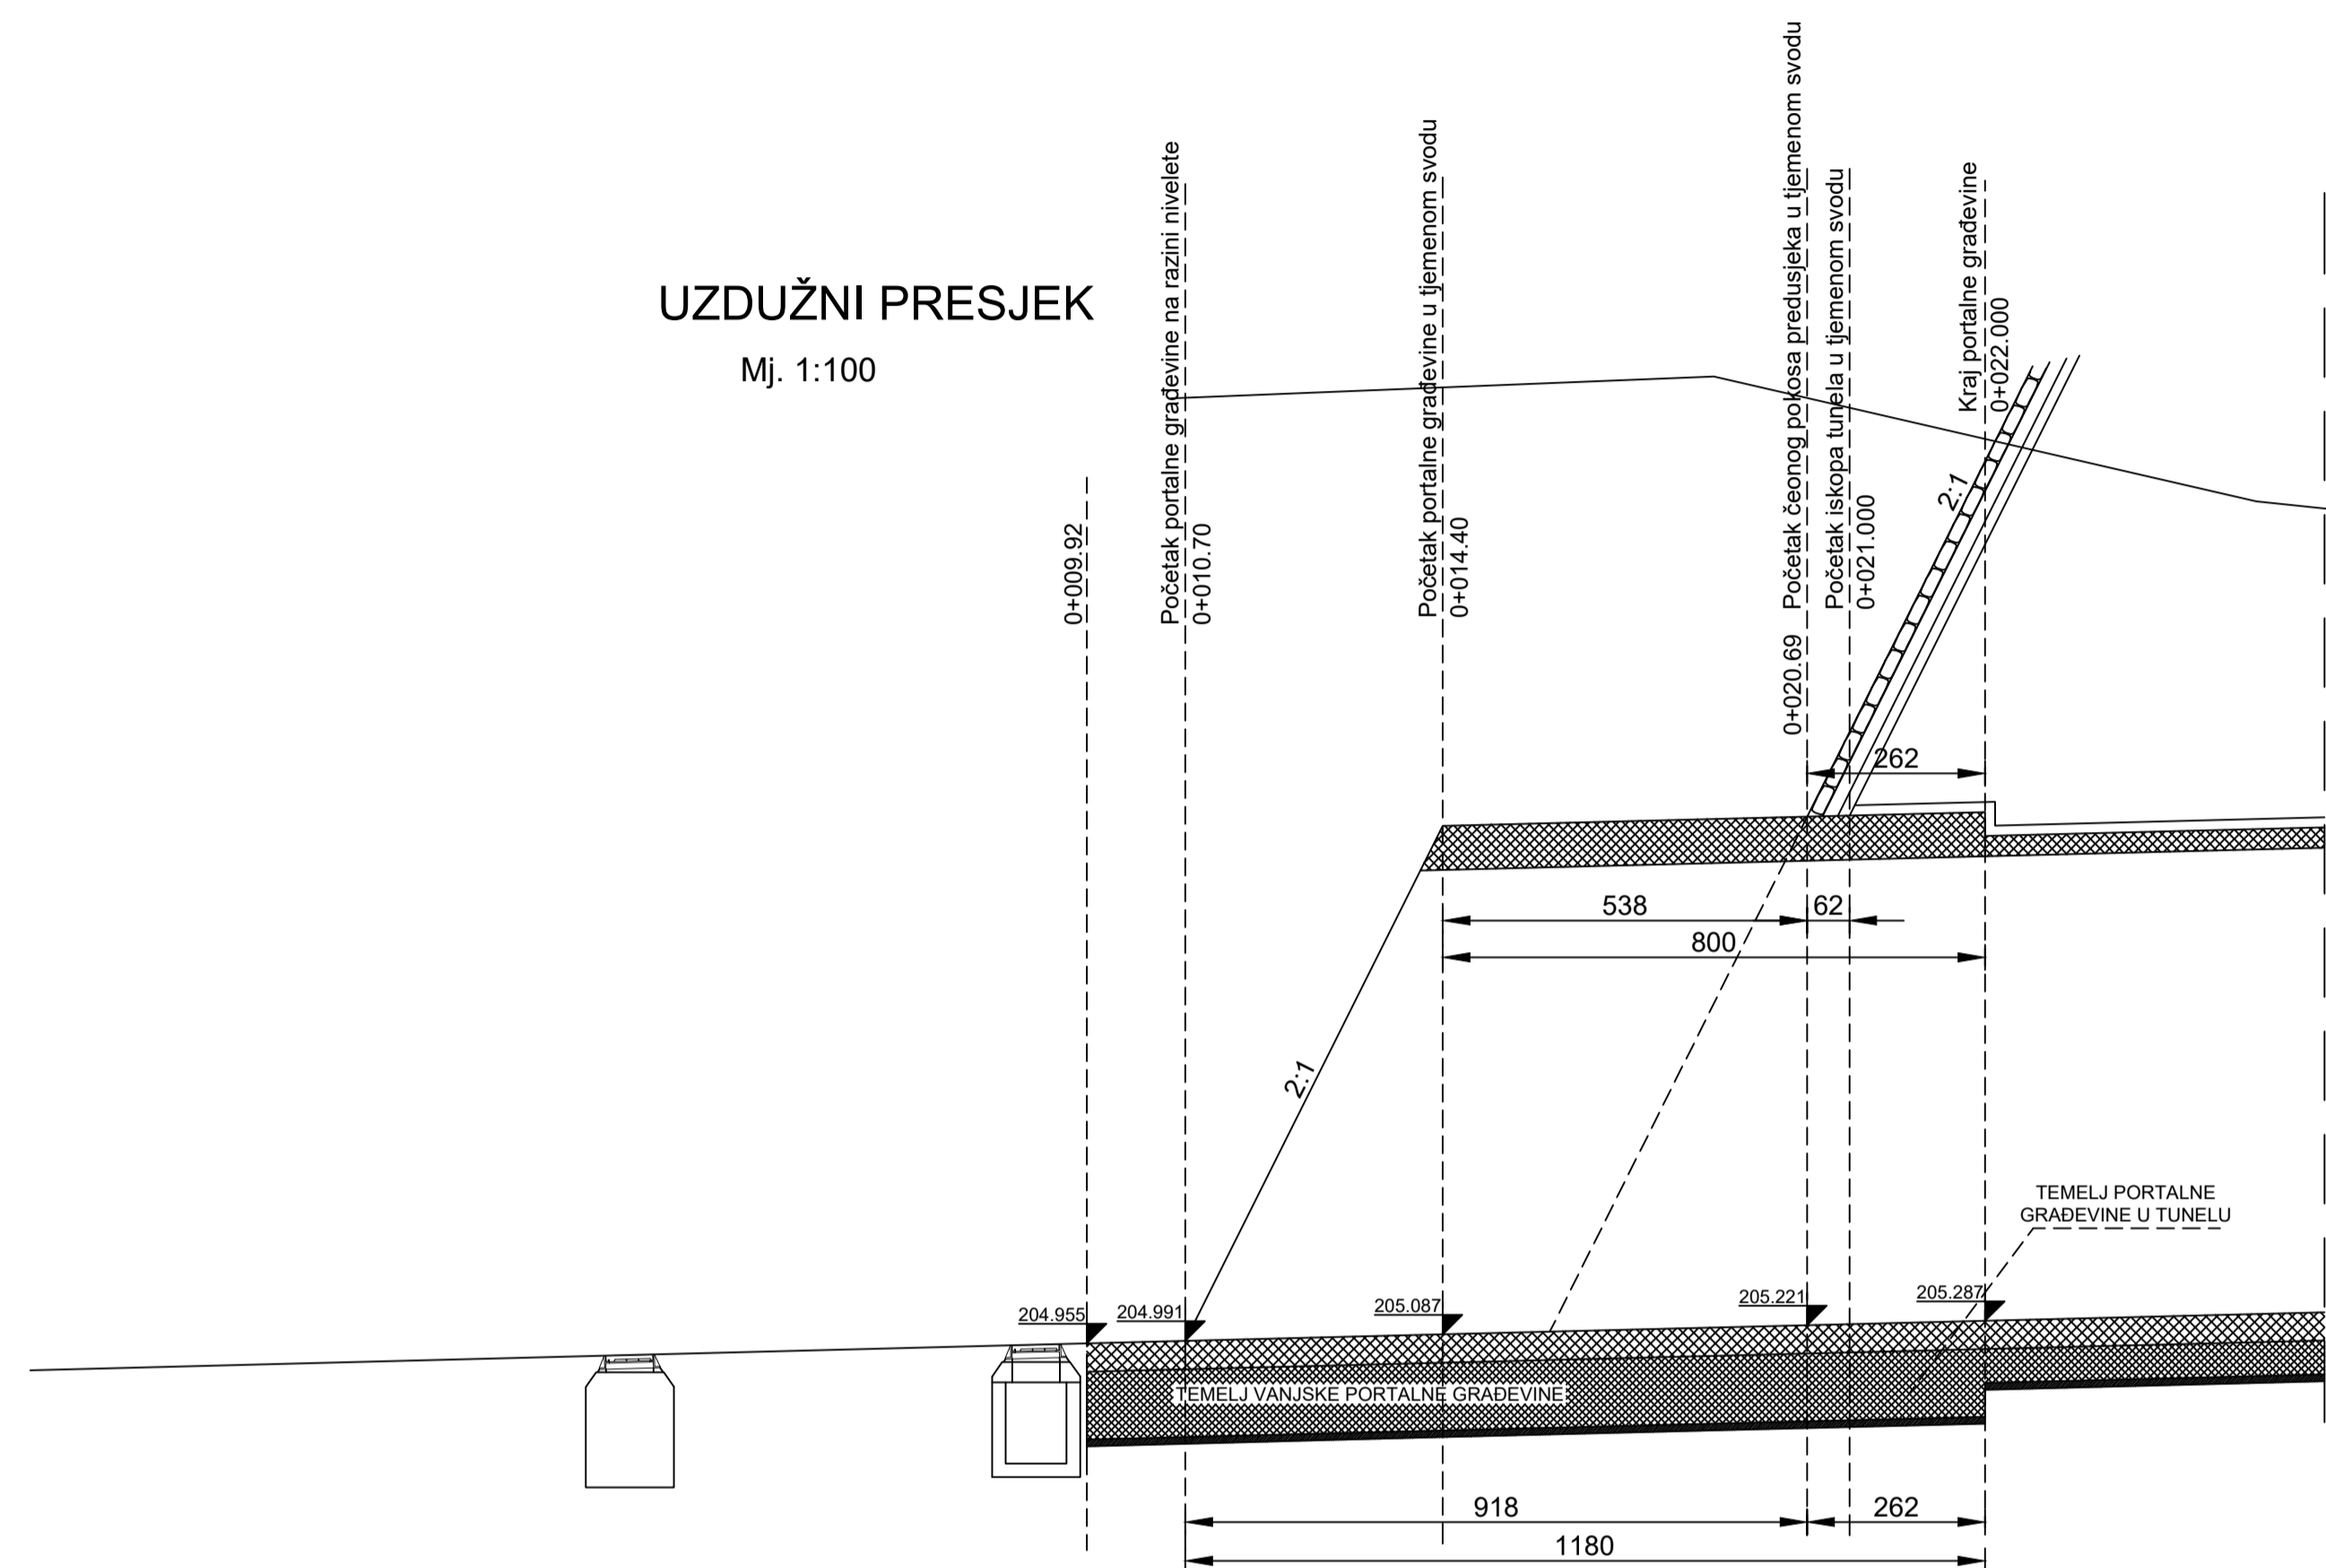 UZDUŽNI PRESJEK
Mj. 1:100
0+009.92
Početak portalne građevine na razini nivelete
0+010.70
Početak portalne građevine u tjemenom svodu
0+014.40
0+020.69 Početak čeonog pokosa predusjeka u tjemenom svodu
Početak iskopa tunela u tjemenom svodu
0+021.000
Kraj portalne građevine
0+022.000
2:1
262
538
62
800
2:1
TEMELJ PORTALNE
GRAĐEVINE U TUNELU
204.955
204.991
205.087
205.221
205.287
TEMELJ VANJSKE PORTALNE GRAĐEVINE
918
262
1180